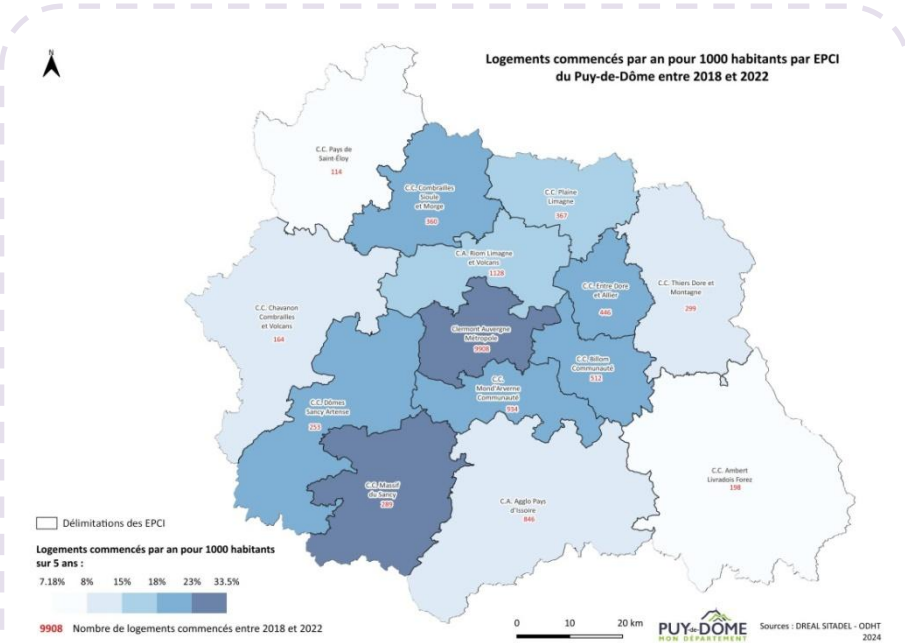 N
Logements commencés par an pour 1000 habitants par EPCI
du Puy-de-Dôme entre 2018 et 2022
C.C. Pays de
Saint-Éloy
114
C.C. Combrailles
Sioule
et Morge
360
C.C. Plaine
Limagne
367
C.A. Riom Limagne
et Volcans
1128
C.C. Entre Dore
et Allier
446
C.C. Thiers Dore et
Montagne
299
C.C. Chavanon
Combrailles
et Volcans
164
Clermont Auvergne
Métropole
9908
C.C. Billom
Communauté
512
C.C.
Mond'Arverne
Communauté
C.C. Dômes
Sancy Artense
253
C.C. Massif
du Sancy
289
C.A. Agglo Pays
d'Issoire
846
C.C. Ambert
Livradois Forez
198
Délimitations des EPCI
Logements commencés par an pour 1000 habitants
sur 5 ans :
7.18% 8% 15% 18% 23% 33.5%
9908 Nombre de logements commencés entre 2018 et 2022
0 10 20 km
PUY-de-DÔME
MON DÉPARTEMENT
Sources : DREAL SITADEL - ODHT
2024